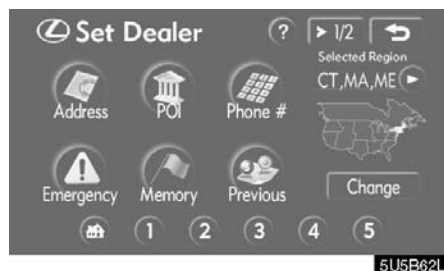 Set Dealer ? 1/2
Selected Region
CT,MA,ME
Address POI Phone #
Emergency Memory Previous
Change
1 2 3 4 5
5U5B62I